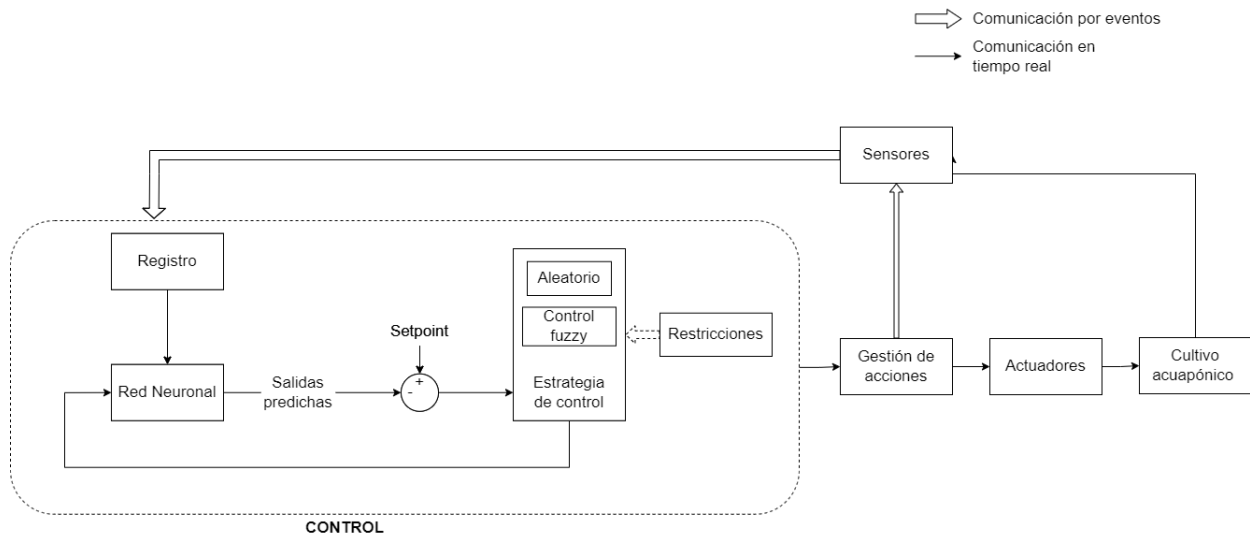 Comunicación por eventos
Comunicación en
tiempo real
Sensores
Registro
Aleatorio
Control
fuzzy
Restricciones
Setpoint
Gestión de
acciones
Actuadores
Cultivo
acuapónico
Red Neuronal
Salidas
predichas
+
-
Estrategia
de control
CONTROL